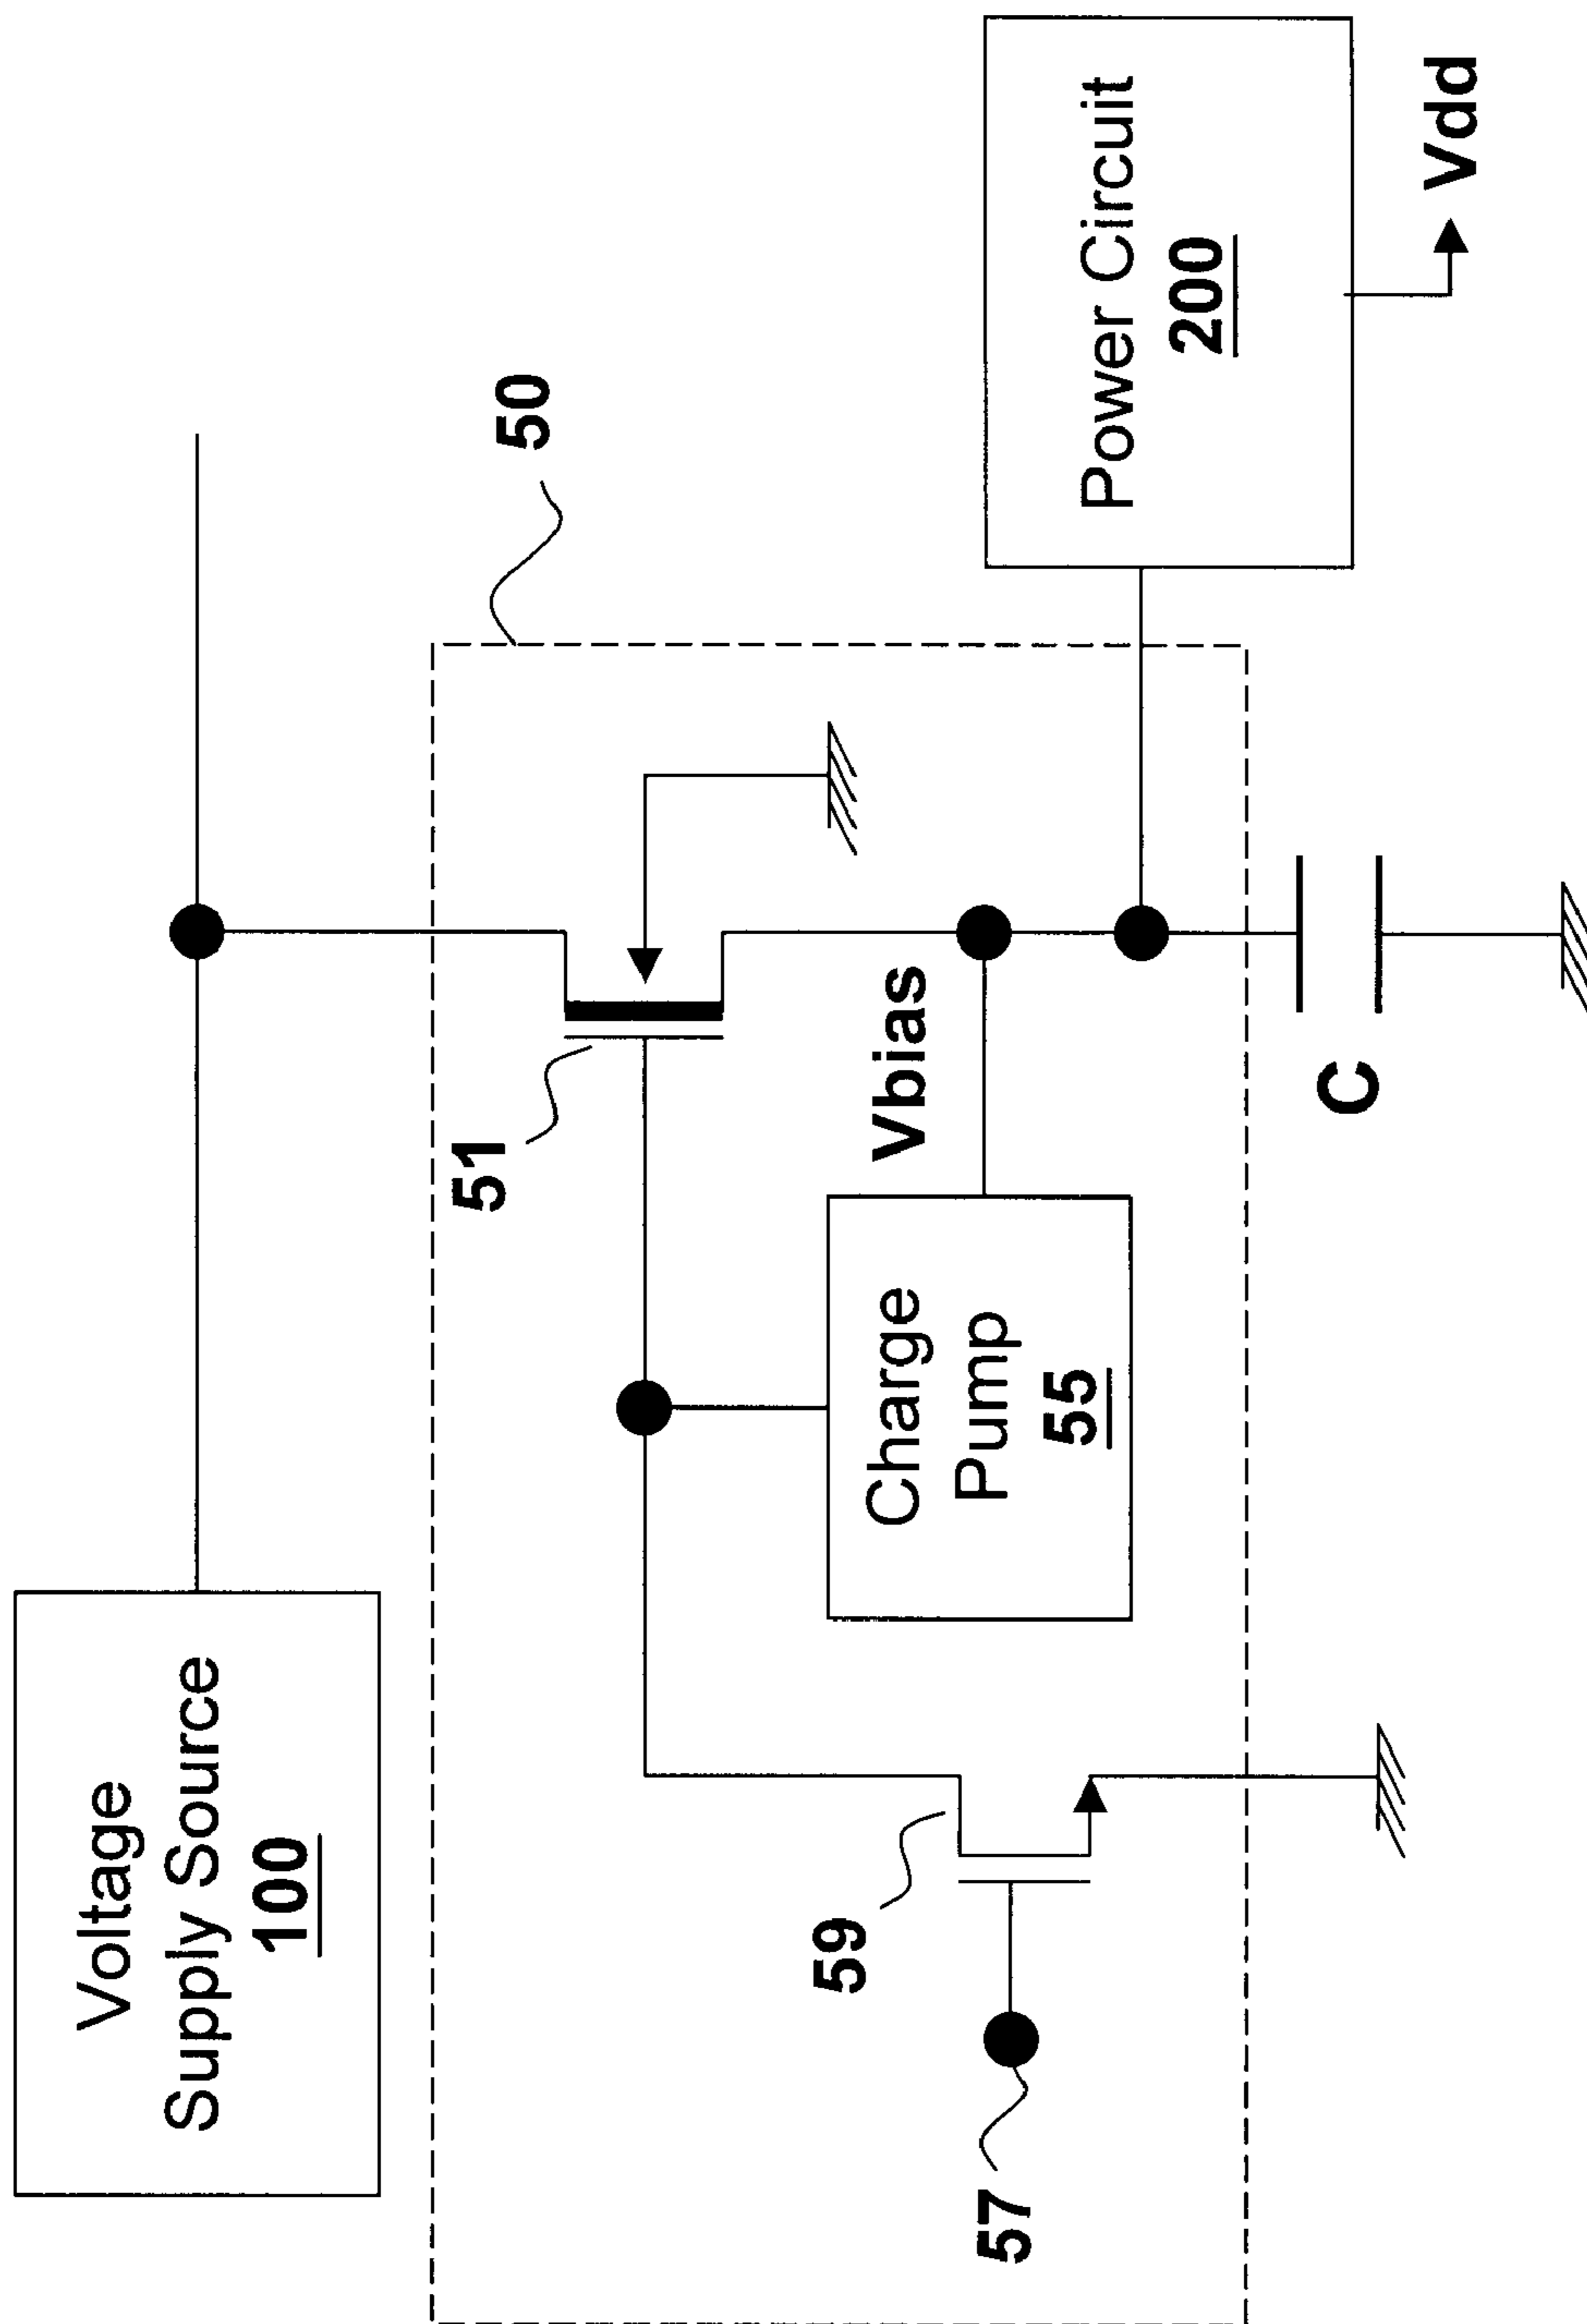 Voltage
Supply Source
100
50
51
Vbias
Charge
Pump
55
59
57
C
Power Circuit
200
Vdd